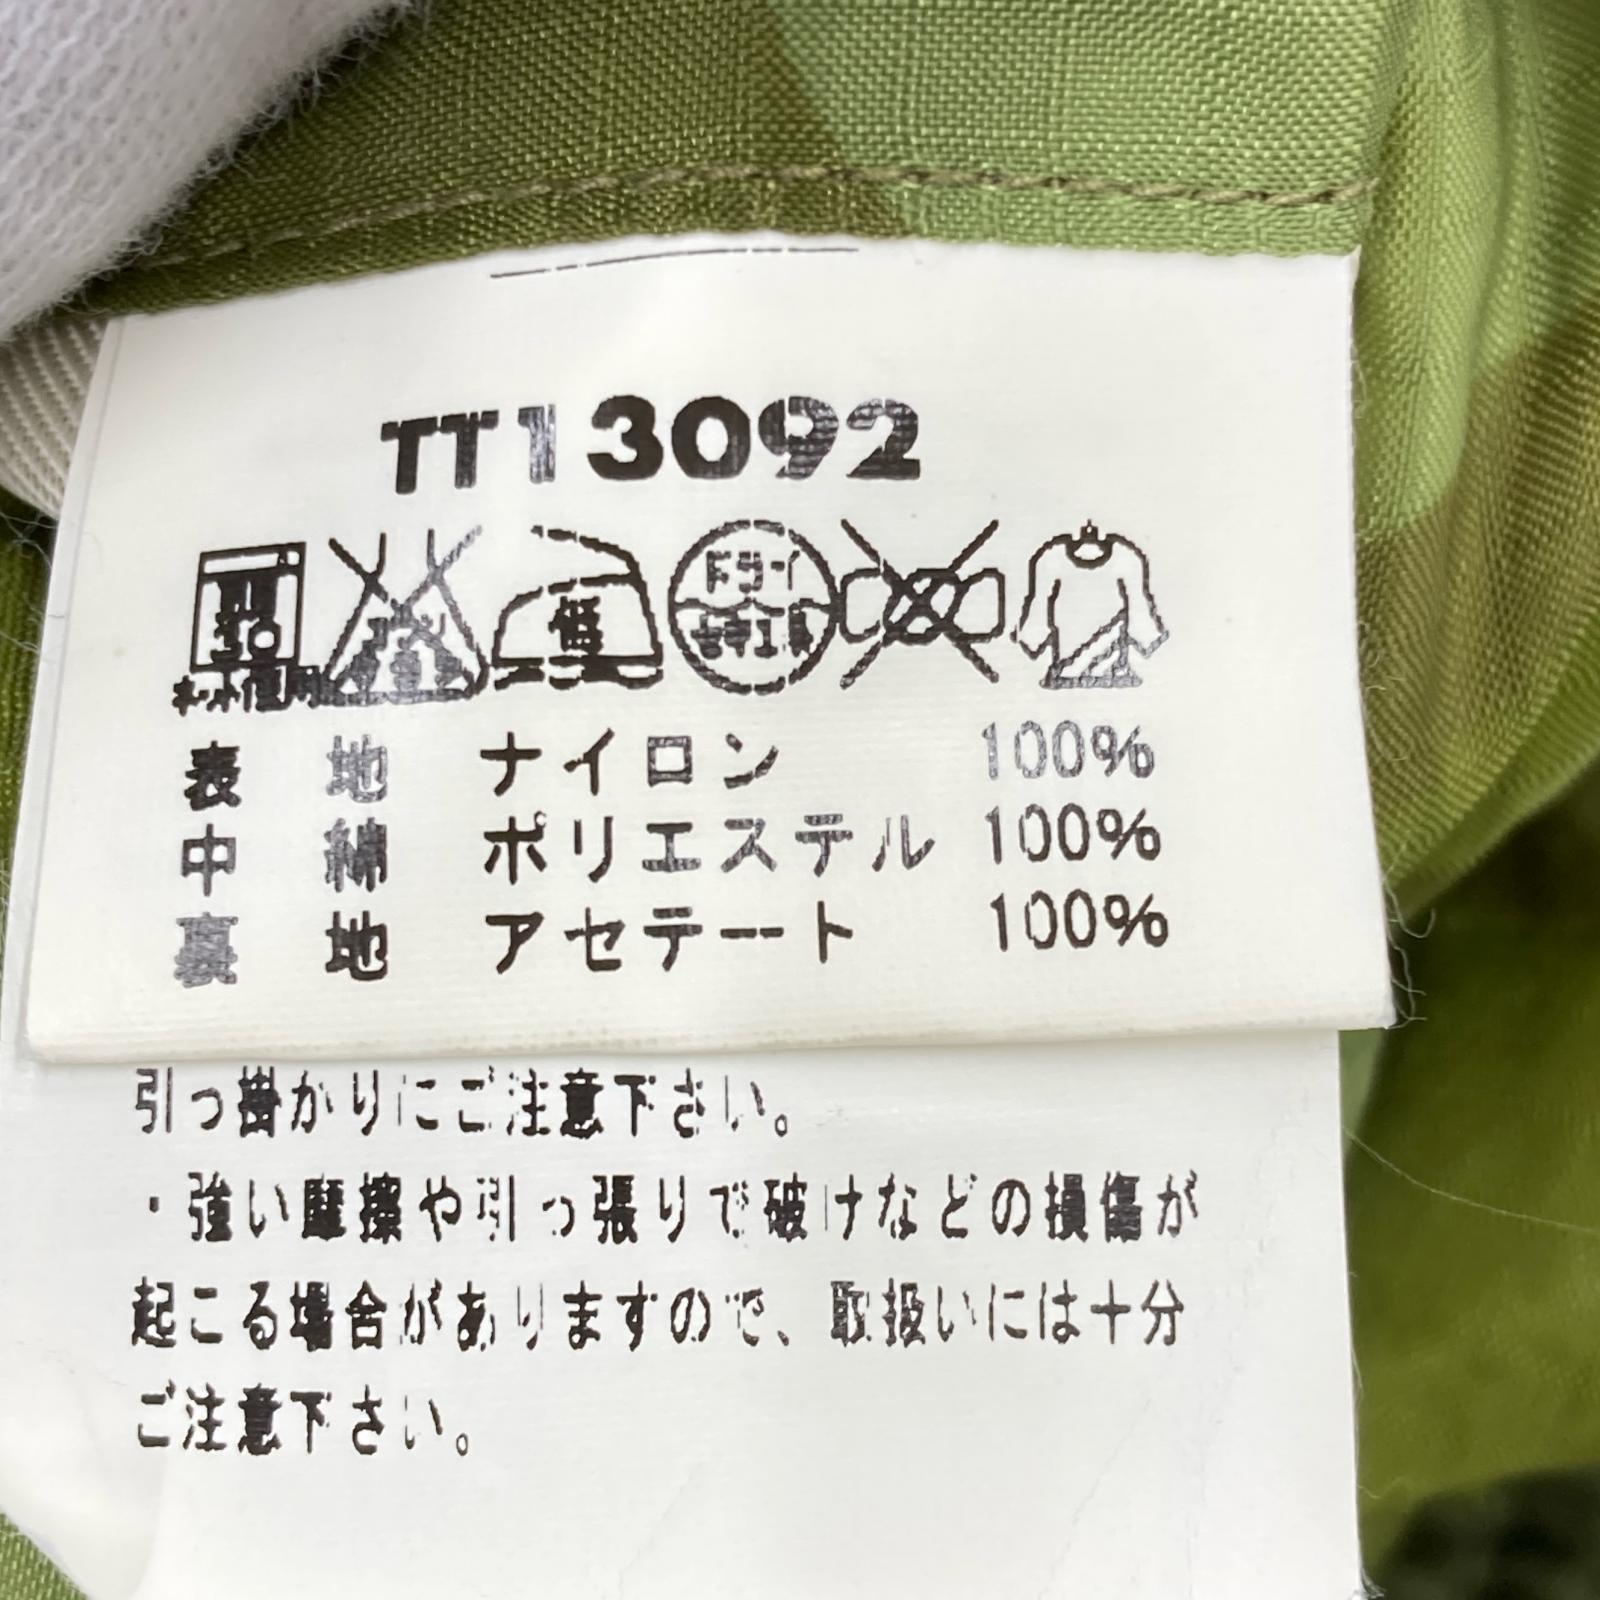 TT13092
ドライ
低
表 地 ナイロン 100%
中 綿 ポリエステル 100%
裏 地 アセテート 100%
引っ掛かりにご注意下さい。
・強い摩擦や引っ張りで破けなどの損傷が
起こる場合がありますので、取扱いには十分
ご注意下さい。